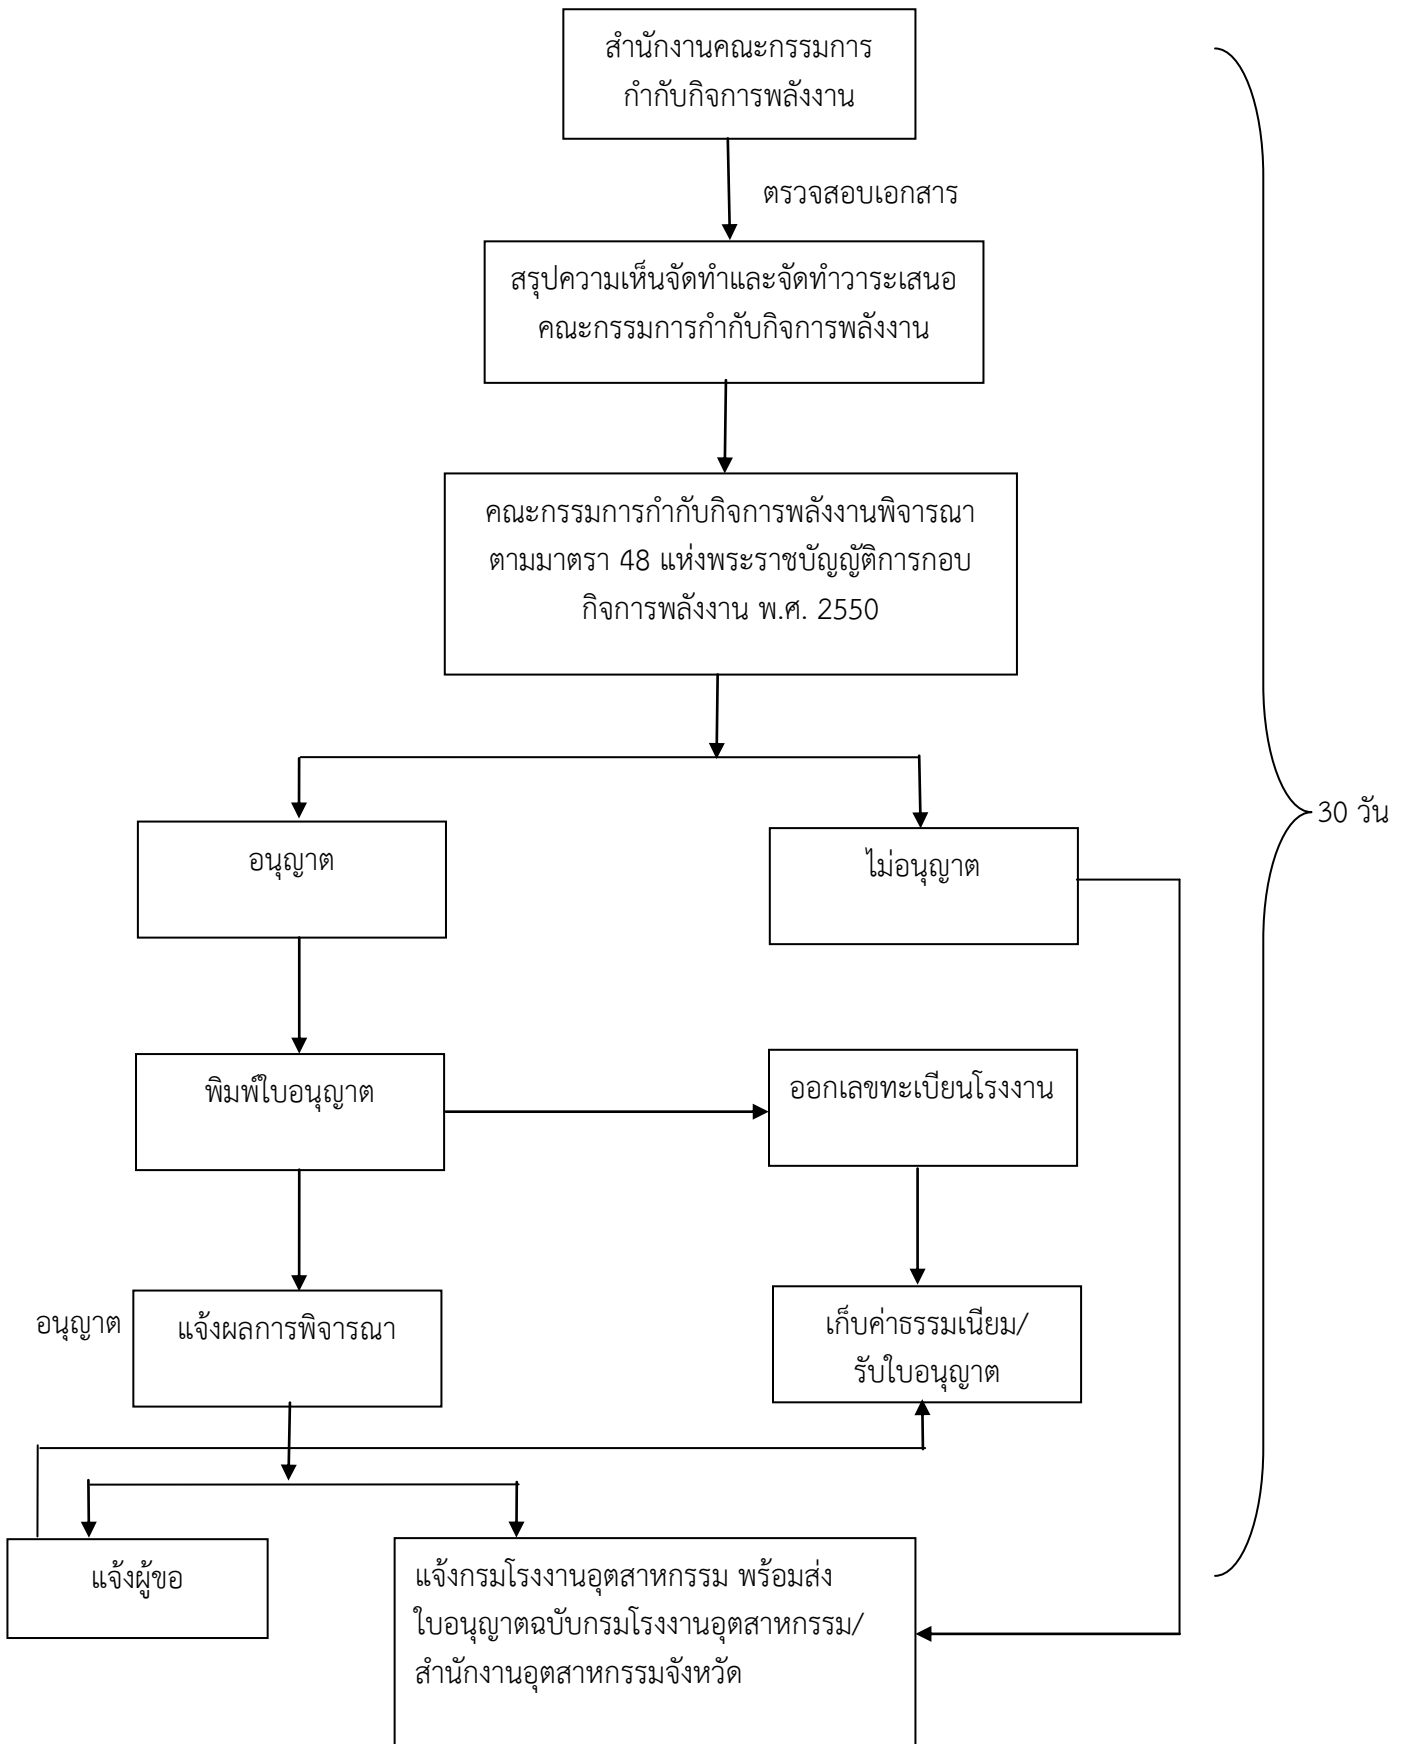 สำนักงานคณะกรรมการ
กำกับกิจการพลังงาน
ตรวจสอบเอกสาร
สรุปความเห็นจัดทำและจัดทำวาระเสนอ
คณะกรรมการกำกับกิจการพลังงาน
คณะกรรมการกำกับกิจการพลังงานพิจารณา
ตามมาตรา 48 แห่งพระราชบัญญัติการกอบ
กิจการพลังงาน พ.ศ. 2550
30 วัน
อนุญาต
ไม่อนุญาต
พิมพ์ใบอนุญาต
ออกเลขทะเบียนโรงงาน
อนุญาต
แจ้งผลการพิจารณา
เก็บค่าธรรมเนียม/
รับใบอนุญาต
แจ้งผู้ขอ
แจ้งกรมโรงงานอุตสาหกรรม พร้อมส่ง
ใบอนุญาตฉบับกรมโรงงานอุตสาหกรรม/
สำนักงานอุตสาหกรรมจังหวัด